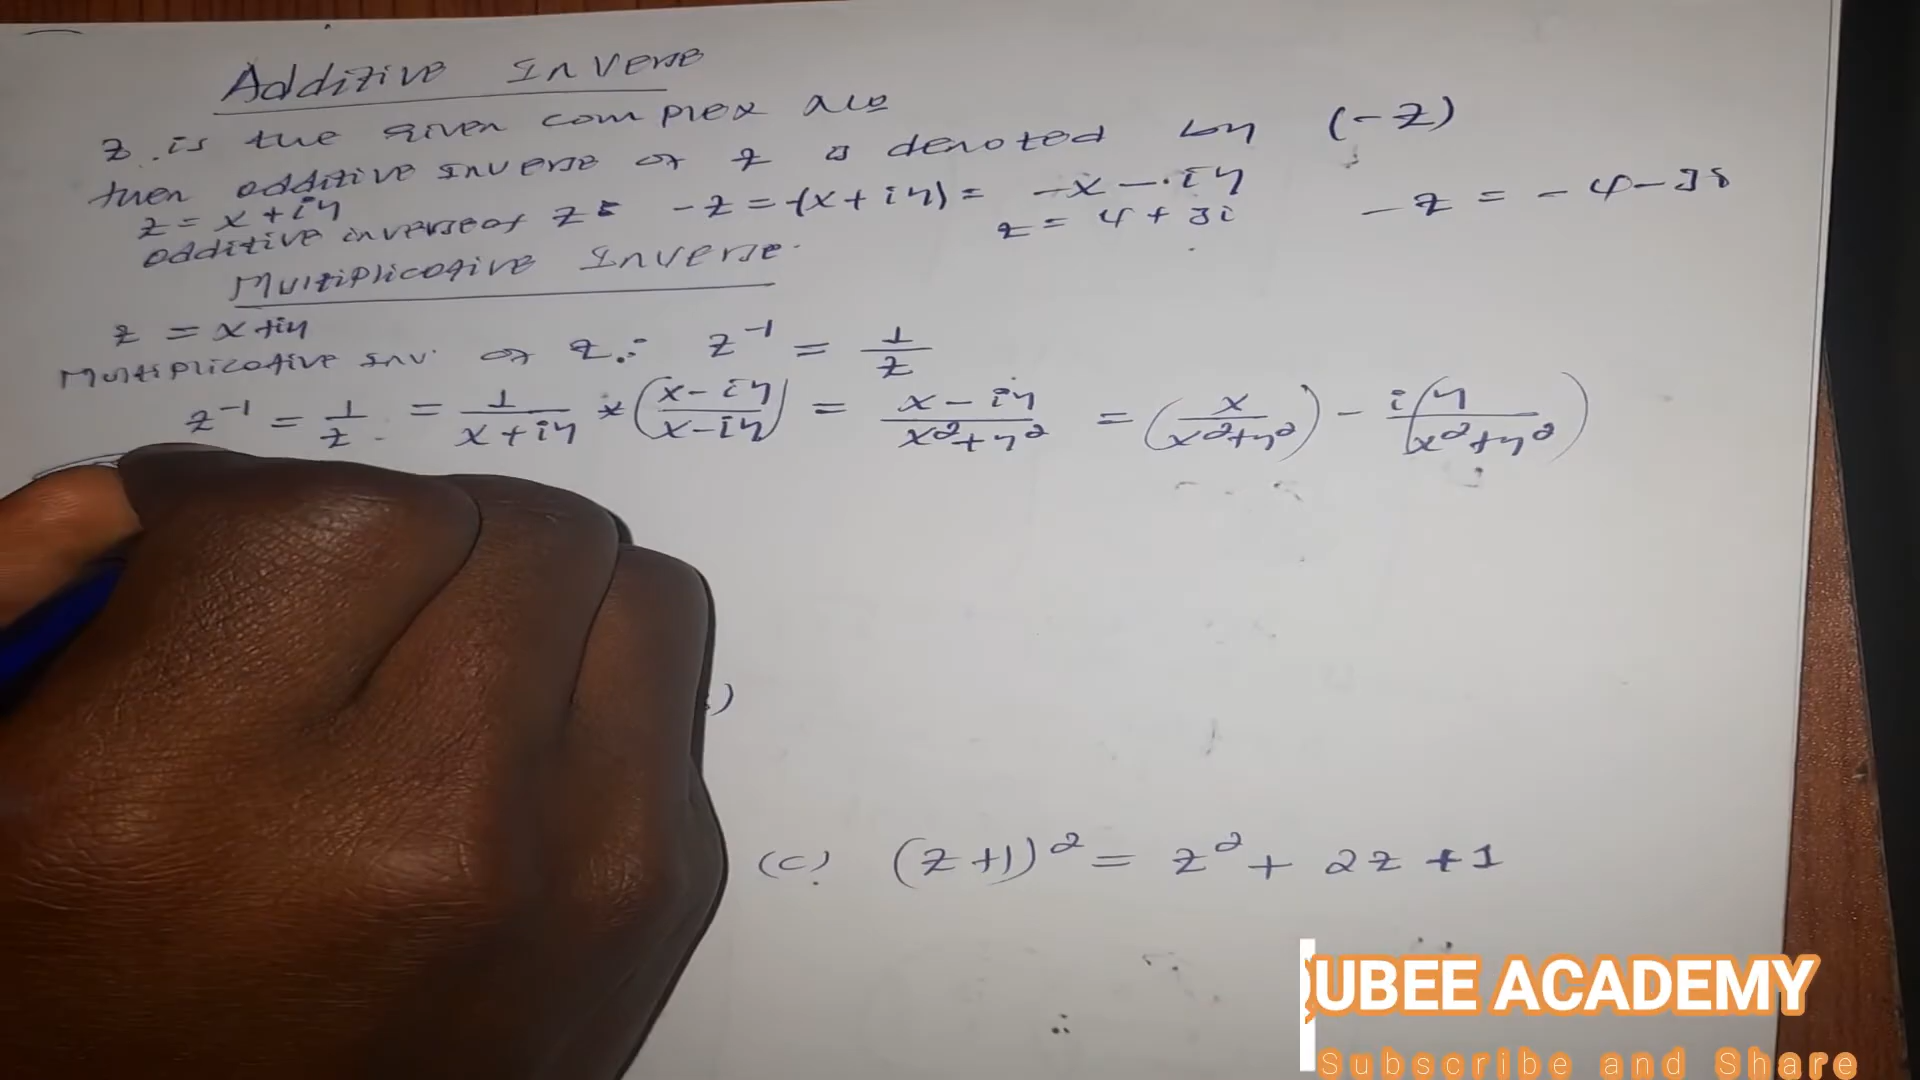 Additive Inverse
z is the given complex no
then additive inverse of z is denoted by (-z)
z = x + iy
additive inverse of z = -z = -(x + iy) = -x - iy
z = 4 + 3i
-z = -4-3i
Multiplicative Inverse
z = x + iy
Multiplicative inv. of z: z⁻¹ = 1/z
z⁻¹ = 1/z = 1/(x + iy) * (x - iy / x - iy) = x - iy / x² + y² = (x / x² + y²) - i(y / x² + y²)
(c) (z+1)² = z² + 2z + 1
UBEE ACADEMY
Subscribe and Share